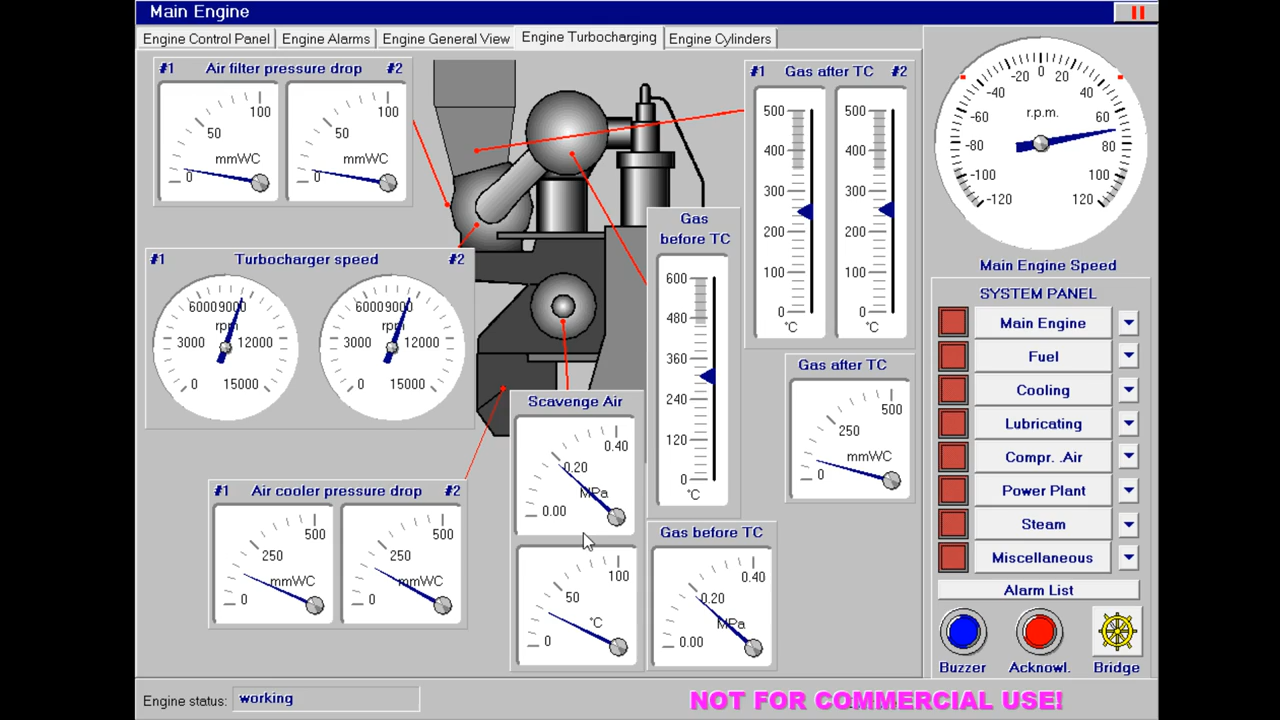 Main Engine
Engine Control Panel Engine Alarms Engine General View Engine Turbocharging Engine Cylinders
#1 Air filter pressure drop #2
0 50 100 mmWC
0 50 100 mmWC
#1 Turbocharger speed #2
0 3000 6000 9000 12000 15000 rpm
0 3000 6000 9000 12000 15000 rpm
#1 Air cooler pressure drop #2
0 250 500 mmWC
0 250 500 mmWC
Scavenge Air
0.00 0.20 0.40 MPa
0 50 100 °C
Gas
before TC
600
480
360
240
120
0
°C
Gas before TC
0.00 0.20 0.40 MPa
#1 Gas after TC #2
500 500
400 400
300 300
200 200
100 100
0 0
°C °C
Gas after TC
0 250 500 mmWC
-120 -100 -80 -60 -40 -20 0 20 40 60 80 100 120
r.p.m.
Main Engine Speed
SYSTEM PANEL
Main Engine
Fuel
Cooling
Lubricating
Compr. .Air
Power Plant
Steam
Miscellaneous
Alarm List
Buzzer Acknowl. Bridge
Engine status: working
NOT FOR COMMERCIAL USE!